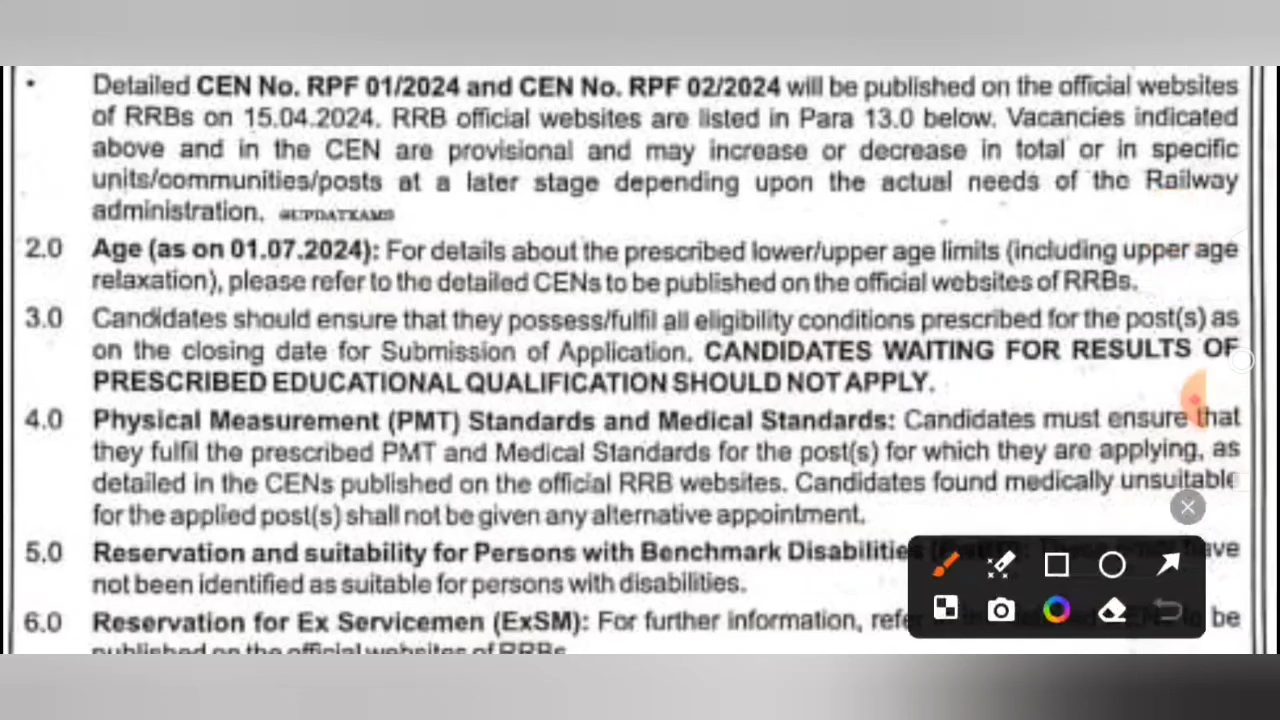 • Detailed CEN No. RPF 01/2024 and CEN No. RPF 02/2024 will be published on the official websites
of RRBs on 15.04.2024. RRB official websites are listed in Para 13.0 below. Vacancies indicated
above and in the CEN are provisional and may increase or decrease in total or in specific
units/communities/posts at a later stage depending upon the actual needs of the Railway
administration. @UPDATXAMS
2.0 Age (as on 01.07.2024): For details about the prescribed lower/upper age limits (including upper age
relaxation), please refer to the detailed CENs to be published on the official websites of RRBs.
3.0 Candidates should ensure that they possess/fulfil all eligibility conditions prescribed for the post(s) as
on the closing date for Submission of Application. CANDIDATES WAITING FOR RESULTS OF
PRESCRIBED EDUCATIONAL QUALIFICATION SHOULD NOT APPLY.
4.0 Physical Measurement (PMT) Standards and Medical Standards: Candidates must ensure that
they fulfil the prescribed PMT and Medical Standards for the post(s) for which they are applying, as
detailed in the CENs published on the official RRB websites. Candidates found medically unsuitable
for the applied post(s) shall not be given any alternative appointment.
5.0 Reservation and suitability for Persons with Benchmark Disabilities have
not been identified as suitable for persons with disabilities.
6.0 Reservation for Ex Servicemen (ExSM): For further information, refer be
published on the official websites of RRBs